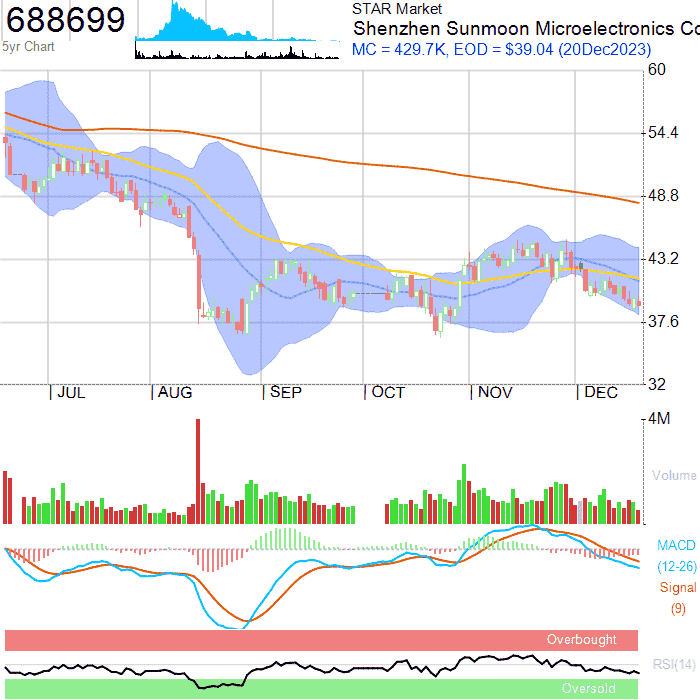 688699
5yr Chart
STAR Market
Shenzhen Sunmoon Microelectronics Co
MC = 429.7K, EOD = $39.04 (20Dec2023)
60
54.4
48.8
43.2
37.6
32
JUL AUG SEP OCT NOV DEC
4M
Volume
MACD
(12-26)
Signal
(9)
Overbought
RSI(14)
Oversold